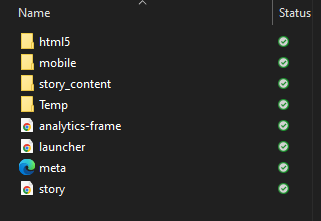 Name Status
html5
mobile
story_content
Temp
analytics-frame
launcher
meta
story